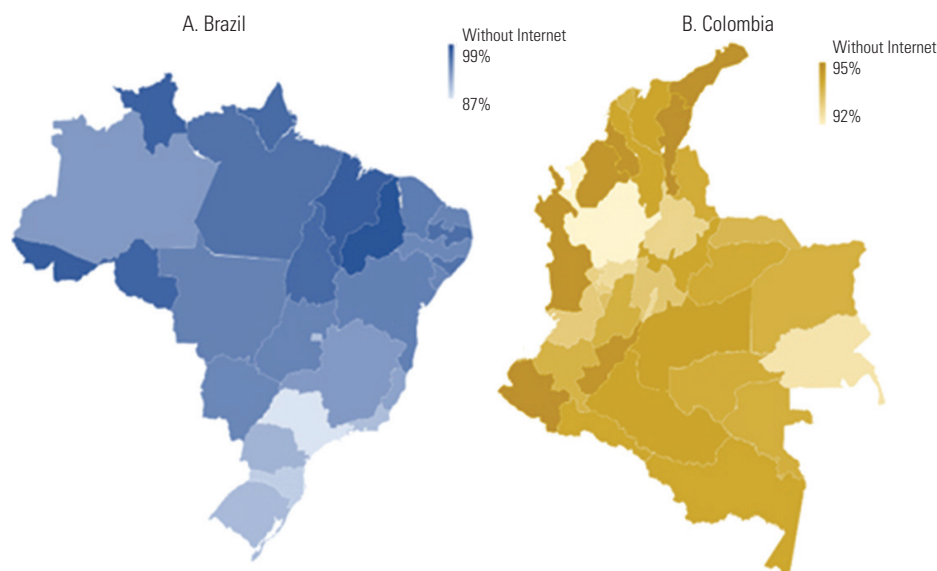 A. Brazil
Without Internet
99%
87%
B. Colombia
Without Internet
95%
92%